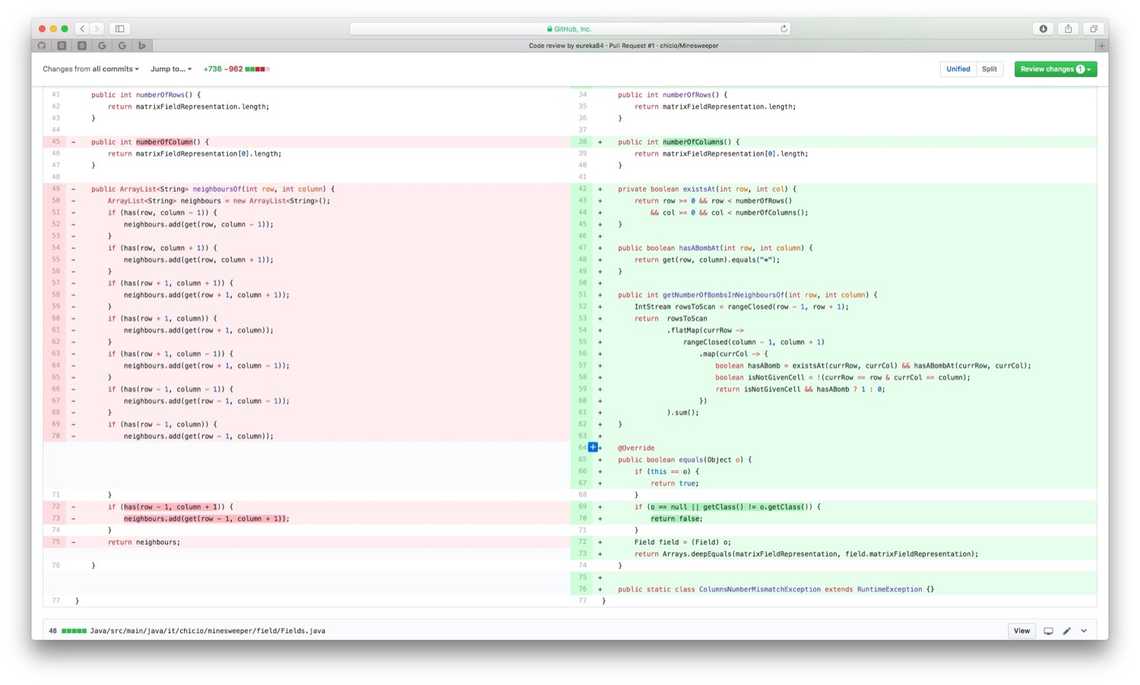 GitHub, Inc.
Code review by eureka84 · Pull Request #1 · chicio/Minesweeper
Changes from all commits Jump to... +736 −962 Unified Split Review changes 1
41 public int numberOfRows() {
42 return matrixFieldRepresentation.length;
43 }
44
45 - public int numberOfColumn() {
46 return matrixFieldRepresentation[0].length;
47 }
48
49 - public ArrayList<String> neighboursOf(int row, int column) {
50 - ArrayList<String> neighbours = new ArrayList<String>();
51 - if (has(row, column - 1)) {
52 - neighbours.add(get(row, column - 1));
53 - }
54 - if (has(row, column + 1)) {
55 - neighbours.add(get(row, column + 1));
56 - }
57 - if (has(row + 1, column + 1)) {
58 - neighbours.add(get(row + 1, column + 1));
59 - }
60 - if (has(row + 1, column)) {
61 - neighbours.add(get(row + 1, column));
62 - }
63 - if (has(row + 1, column - 1)) {
64 - neighbours.add(get(row + 1, column - 1));
65 - }
66 - if (has(row - 1, column - 1)) {
67 - neighbours.add(get(row - 1, column - 1));
68 - }
69 - if (has(row - 1, column)) {
70 - neighbours.add(get(row - 1, column));
71 }
72 - if (has(row - 1, column + 1)) {
73 - neighbours.add(get(row - 1, column + 1));
74 }
75 - return neighbours;
76 }
77 }
34 public int numberOfRows() {
35 return matrixFieldRepresentation.length;
36 }
37
38 + public int numberOfColumns() {
39 return matrixFieldRepresentation[0].length;
40 }
41
42 + private boolean existsAt(int row, int col) {
43 + return row >= 0 && row < numberOfRows()
44 + && col >= 0 && col < numberOfColumns();
45 + }
46 +
47 + public boolean hasABombAt(int row, int column) {
48 + return get(row, column).equals("*");
49 + }
50 +
51 + public int getNumberOfBombsInNeighboursOf(int row, int column) {
52 + IntStream rowsToScan = rangeClosed(row - 1, row + 1);
53 + return rowsToScan
54 + .flatMap(currRow ->
55 + rangeClosed(column - 1, column + 1)
56 + .map(currCol -> {
57 + boolean hasABomb = existsAt(currRow, currCol) && hasABombAt(currRow, currCol);
58 + boolean isNotGivenCell = !(currRow == row & currCol == column);
59 + return isNotGivenCell && hasABomb ? 1 : 0;
60 + })
61 + ).sum();
62 + }
63 +
64 + @Override
65 + public boolean equals(Object o) {
66 + if (this == o) {
67 + return true;
68 }
69 + if (o == null || getClass() != o.getClass()) {
70 + return false;
71 }
72 + Field field = (Field) o;
73 + return Arrays.deepEquals(matrixFieldRepresentation, field.matrixFieldRepresentation);
74 }
75 +
76 + public static class ColumnsNumberMismatchException extends RuntimeException {}
77 }
46 Java/src/main/java/it/chicio/minesweeper/field/Fields.java View